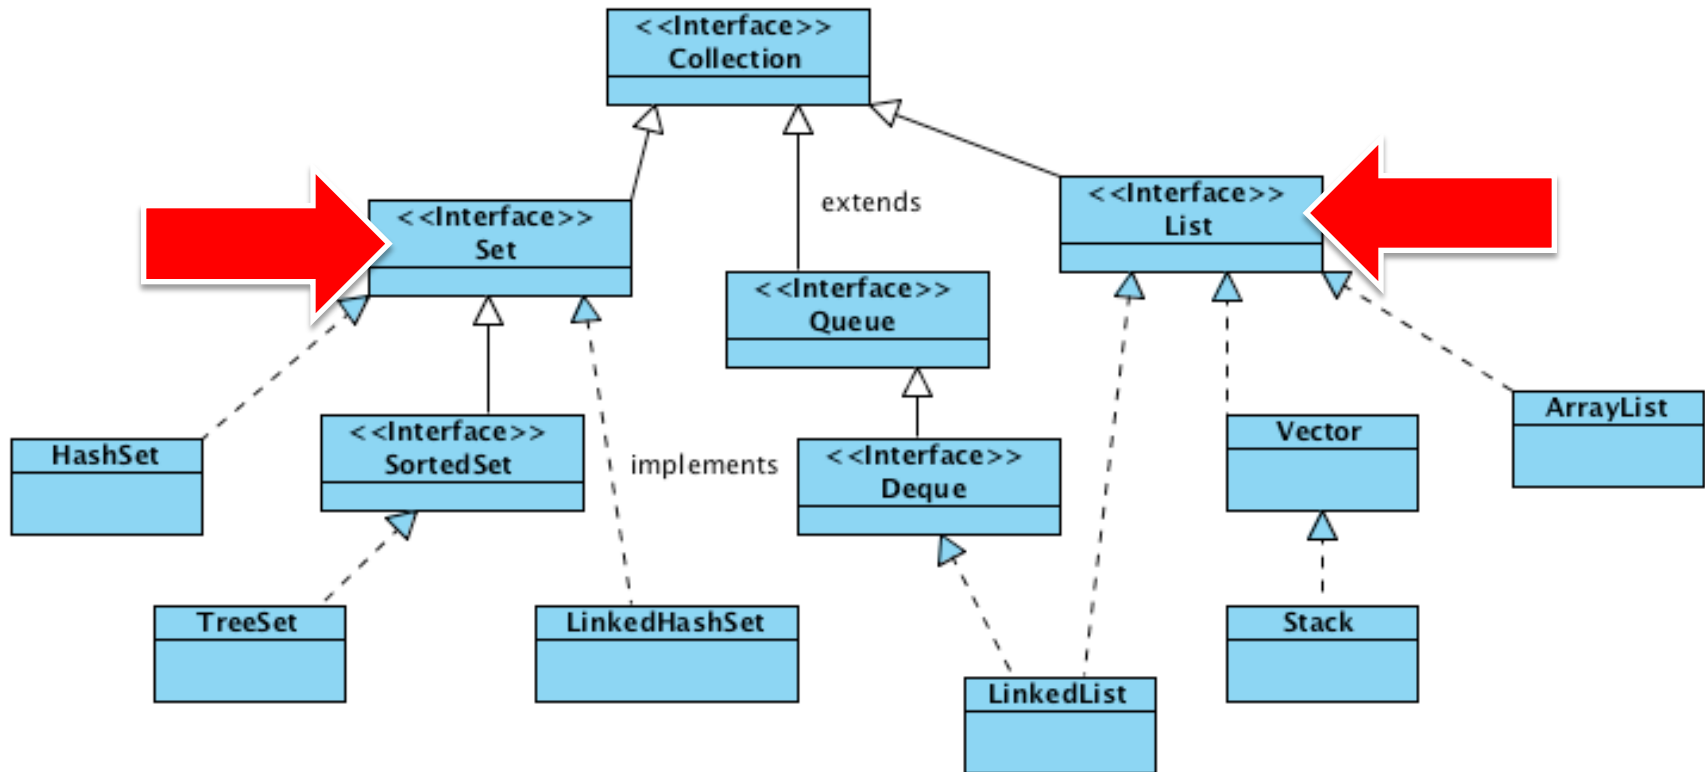 <<Interface>>
Collection
<<Interface>>
Set
extends
<<Interface>>
List
<<Interface>>
Queue
HashSet
<<Interface>>
SortedSet
implements
<<Interface>>
Deque
Vector
ArrayList
TreeSet
LinkedHashSet
LinkedList
Stack